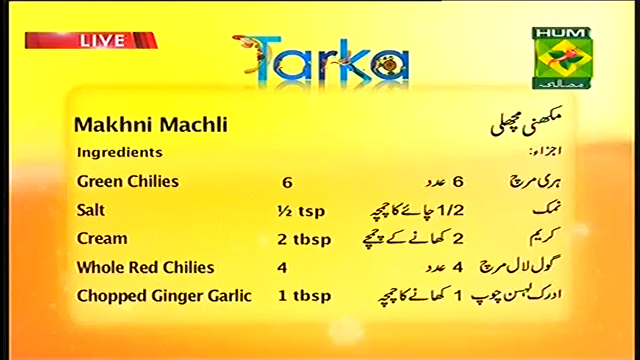 LIVE
Tarka
HUM
مصالحہ
Makhni Machli مکھنی مچھلی
Ingredients اجزاء:
Green Chilies 6 ہری مرچ 6 عدد
Salt ½ tsp نمک 1/2 چائے کا چمچہ
Cream 2 tbsp کریم 2 کھانے کے چمچے
Whole Red Chilies 4 گول لال مرچ 4 عدد
Chopped Ginger Garlic 1 tbsp ادرک لہسن چوپ 1 کھانے کا چمچہ